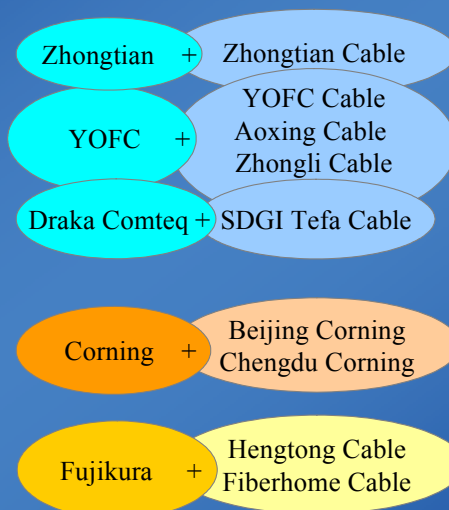 Zhongtian + Zhongtian Cable
YOFC Cable
YOFC + Aoxing Cable
Zhongli Cable
Draka Comteq + SDGI Tefa Cable
Beijing Corning
Corning + Chengdu Corning
Hengtong Cable
Fujikura + Fiberhome Cable